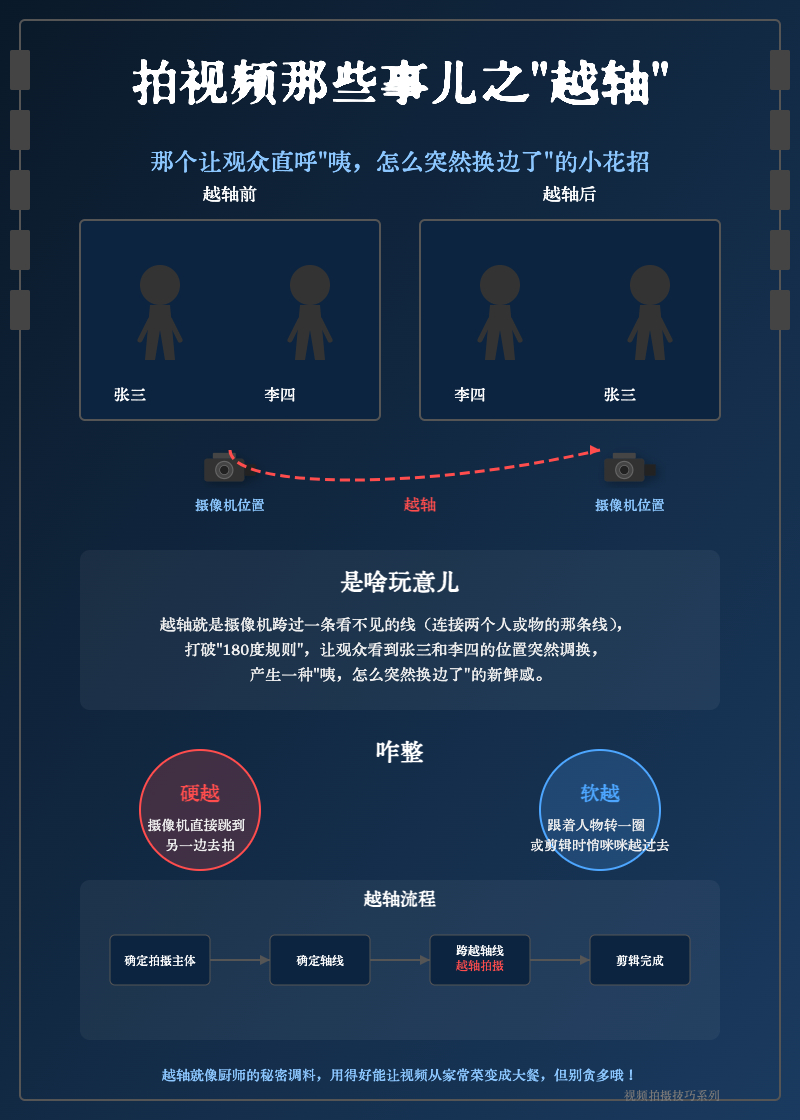 拍视频那些事儿之"越轴"
那个让观众直呼"咦，怎么突然换边了"的小花招
越轴前
越轴后
张三
李四
李四
张三
摄像机位置
越轴
摄像机位置
是啥玩意儿
越轴就是摄像机跨过一条看不见的线（连接两个人或物的那条线），
打破"180度规则"，让观众看到张三和李四的位置突然调换，
产生一种"咦，怎么突然换边了"的新鲜感。
咋整
硬越
摄像机直接跳到
另一边去拍
软越
跟着人物转一圈
或剪辑时悄咪咪越过去
越轴流程
确定拍摄主体
确定轴线
跨越轴线
越轴拍摄
剪辑完成
越轴就像厨师的秘密调料，用得好能让视频从家常菜变成大餐，但别贪多哦！
视频拍摄技巧系列